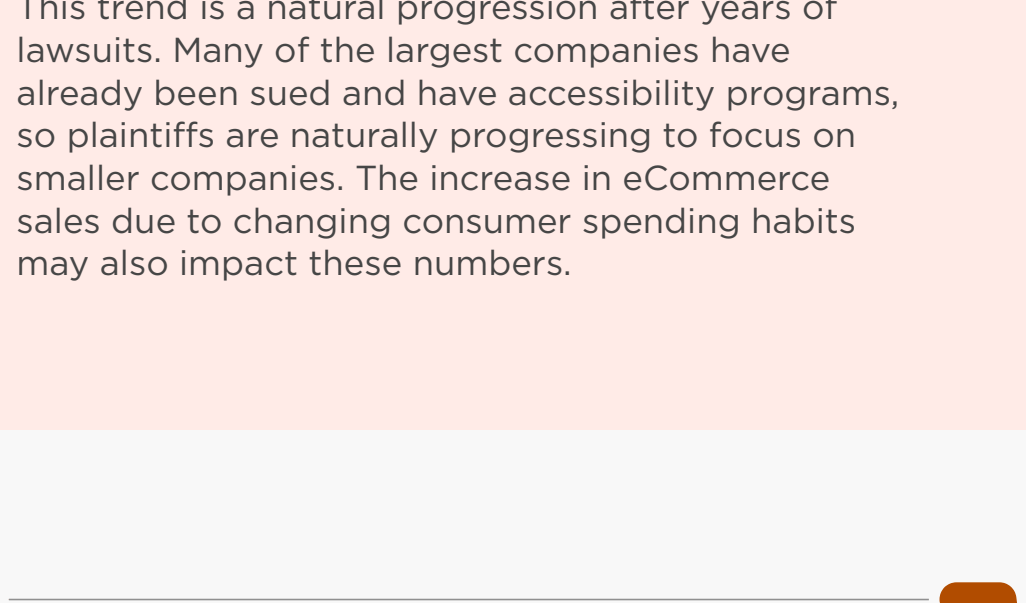 This trend is a natural progression after years of
lawsuits. Many of the largest companies have
already been sued and have accessibility programs,
so plaintiffs are naturally progressing to focus on
smaller companies. The increase in eCommerce
sales due to changing consumer spending habits
may also impact these numbers.